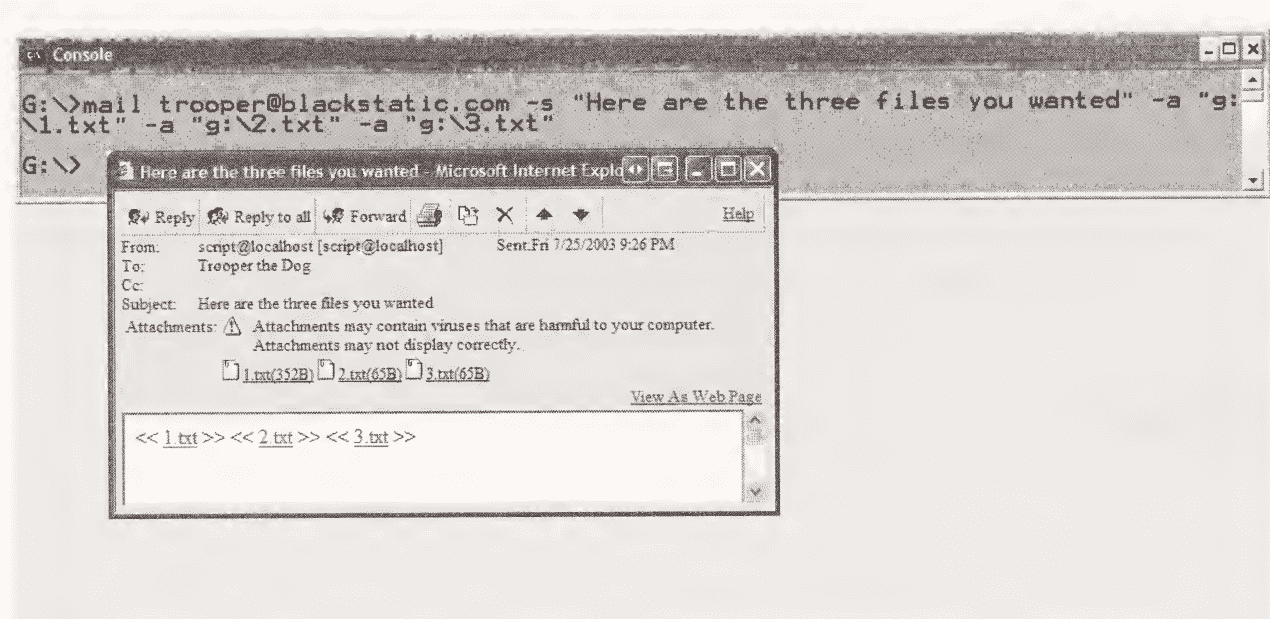 Console
G:\>mail trooper@blackstatic.com -s "Here are the three files you wanted" -a "g:
\1.txt" -a "g:\2.txt" -a "g:\3.txt"
G:\>
Here are the three files you wanted - Microsoft Internet Explo
Reply Reply to all Forward Help
From: script@localhost [script@localhost] Sent:Fri 7/25/2003 9:26 PM
To: Trooper the Dog
Cc:
Subject: Here are the three files you wanted
Attachments: Attachments may contain viruses that are harmful to your computer.
Attachments may not display correctly.
1.txt(352B) 2.txt(65B) 3.txt(65B)
View As Web Page
<< 1.txt >> << 2.txt >> << 3.txt >>